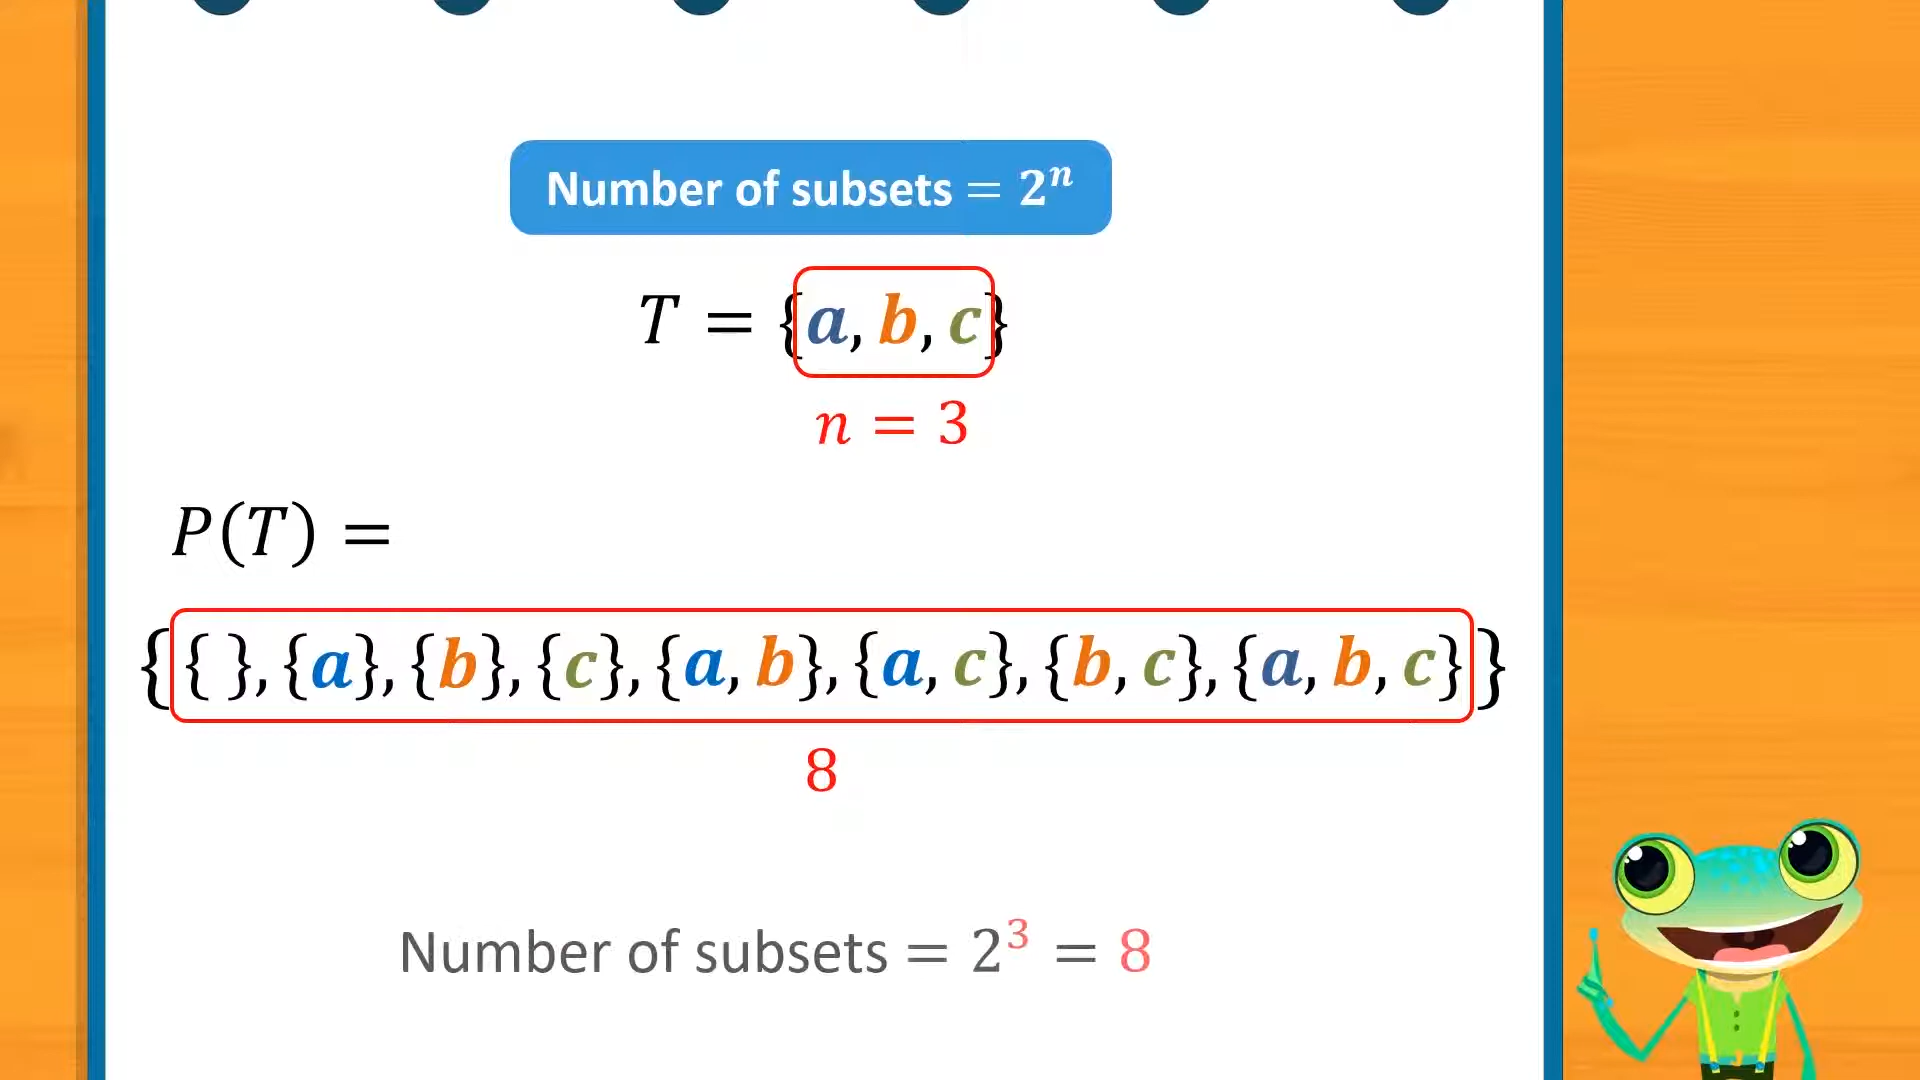 Number of subsets = 2ⁿ
T = {a, b, c}
n = 3
P(T) =
{{ }, {a}, {b}, {c}, {a, b}, {a, c}, {b, c}, {a, b, c}}
8
Number of subsets = 2³ = 8